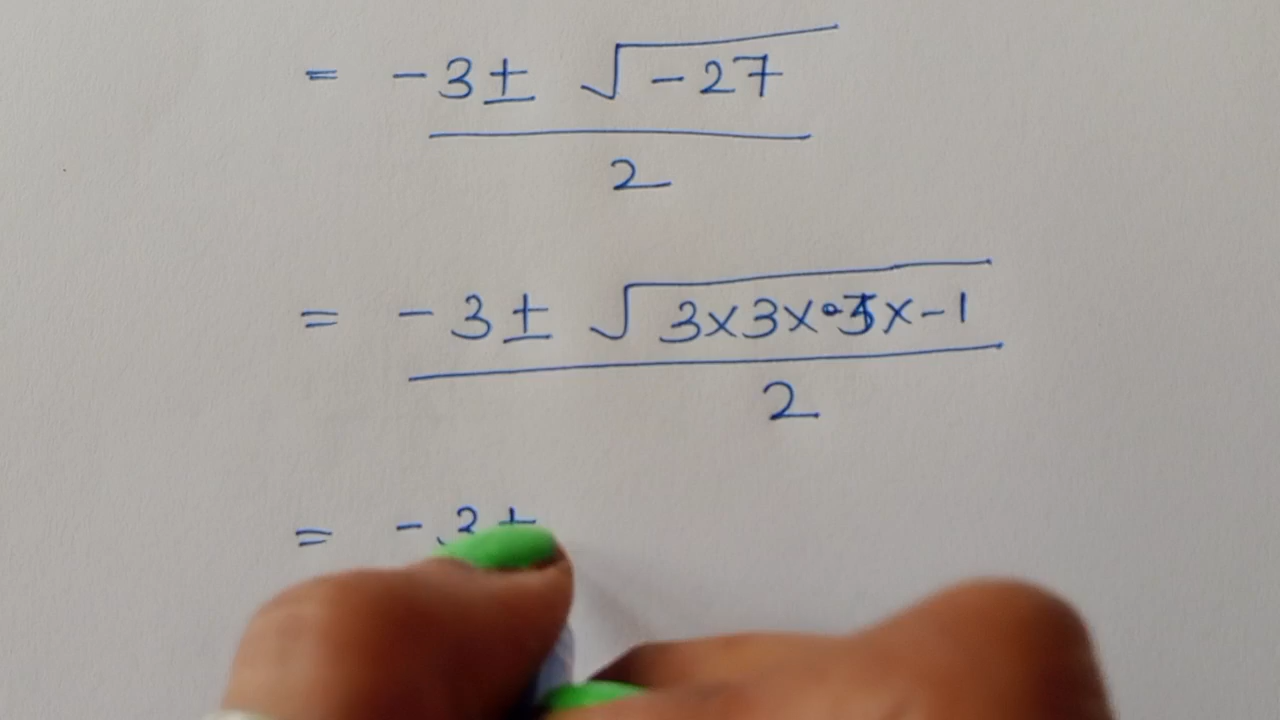 = -3 ± √-27
2
= -3 ± √3×3×3×-1
2
= -3 ±